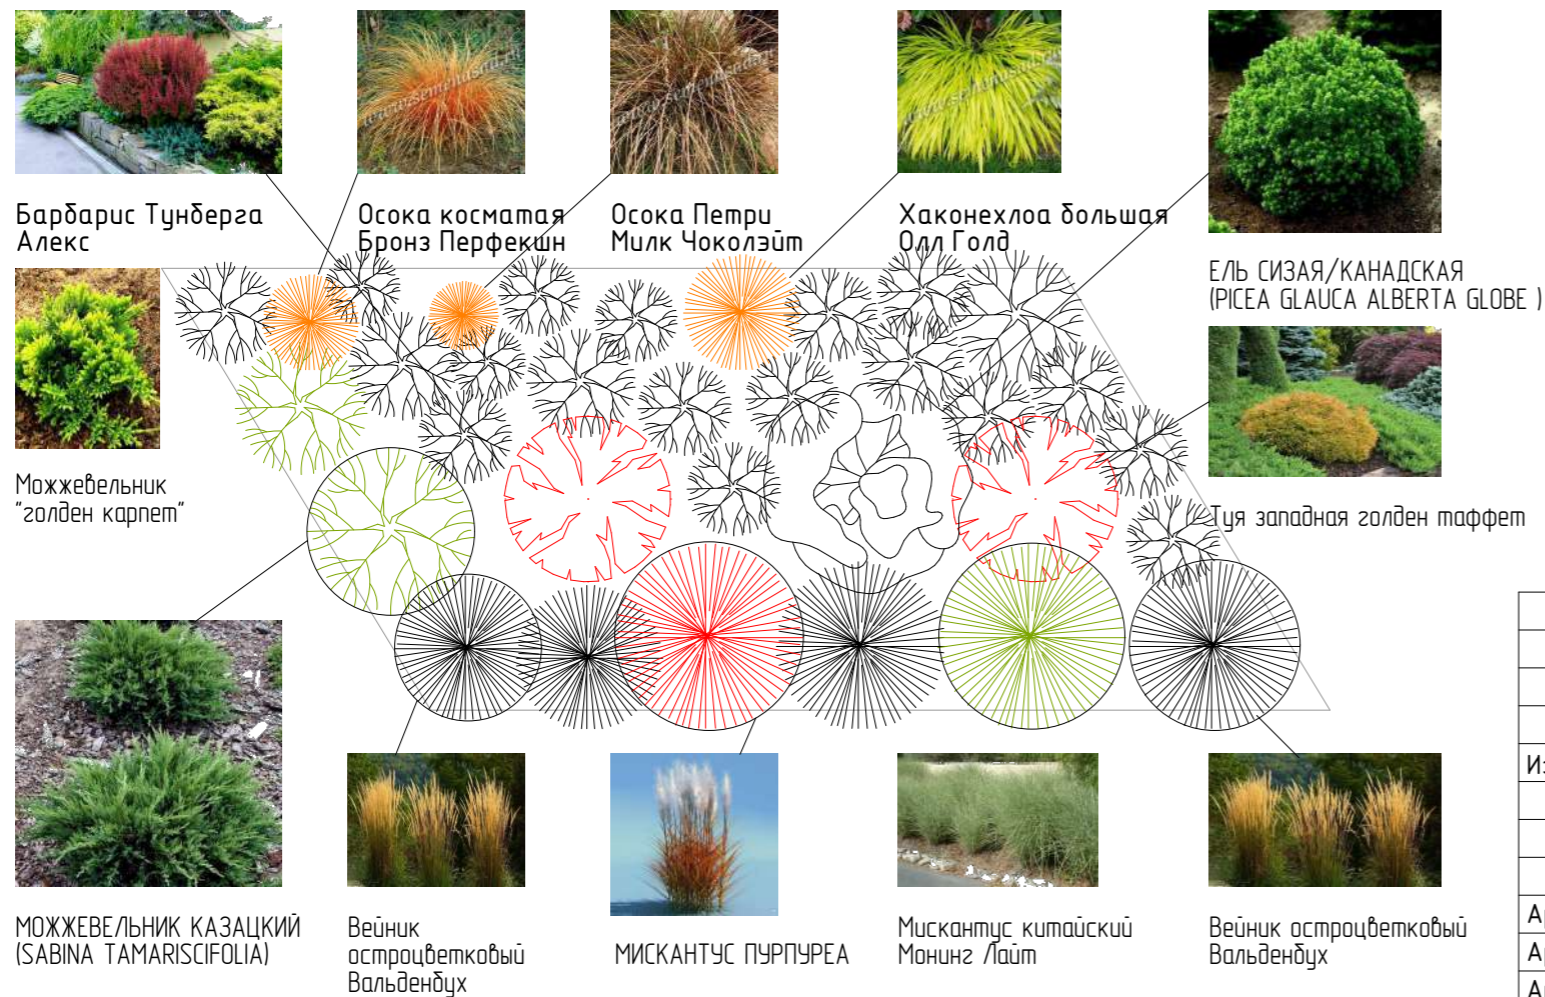 Барбарис Тунберга
Алекс
Осока косматая
Бронз Перфекшн
Осока Петри
Милк Чоколэйт
Хаконехлоа большая
Олл Голд
ЕЛЬ СИЗАЯ/КАНАДСКАЯ
(PICEA GLAUCA ALBERTA GLOBE )
Можжевельник
"голден карпет"
Туя западная голден таффет
МОЖЖЕВЕЛЬНИК КАЗАЦКИЙ
(SABINA TAMARISCIFOLIA)
Вейник
остроцветковый
Вальденбух
МИСКАНТУС ПУРПУРЕА
Мискантус китайский
Монинг Лайт
Вейник остроцветковый
Вальденбух